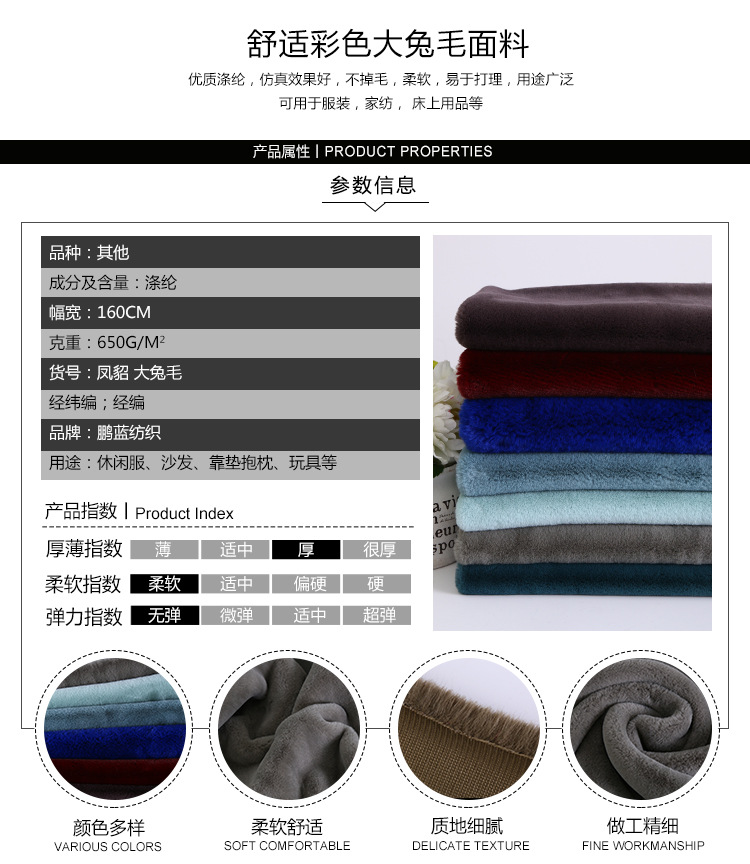 舒适彩色大兔毛面料
优质涤纶，仿真效果好，不掉毛，柔软，易于打理，用途广泛
可用于服装，家纺， 床上用品等
产品属性 | PRODUCT PROPERTIES
参数信息
品种：其他
成分及含量：涤纶
幅宽：160CM
克重：650G/M²
货号：凤貂 大兔毛
经纬编；经编
品牌：鹏蓝纺织
用途：休闲服、沙发、靠垫抱枕、玩具等
产品指数 | Product Index
厚薄指数 薄 适中 厚 很厚
柔软指数 柔软 适中 偏硬 硬
弹力指数 无弹 微弹 适中 超弹
颜色多样 柔软舒适 质地细腻 做工精细
VARIOUS COLORS SOFT COMFORTABLE DELICATE TEXTURE FINE WORKMANSHIP